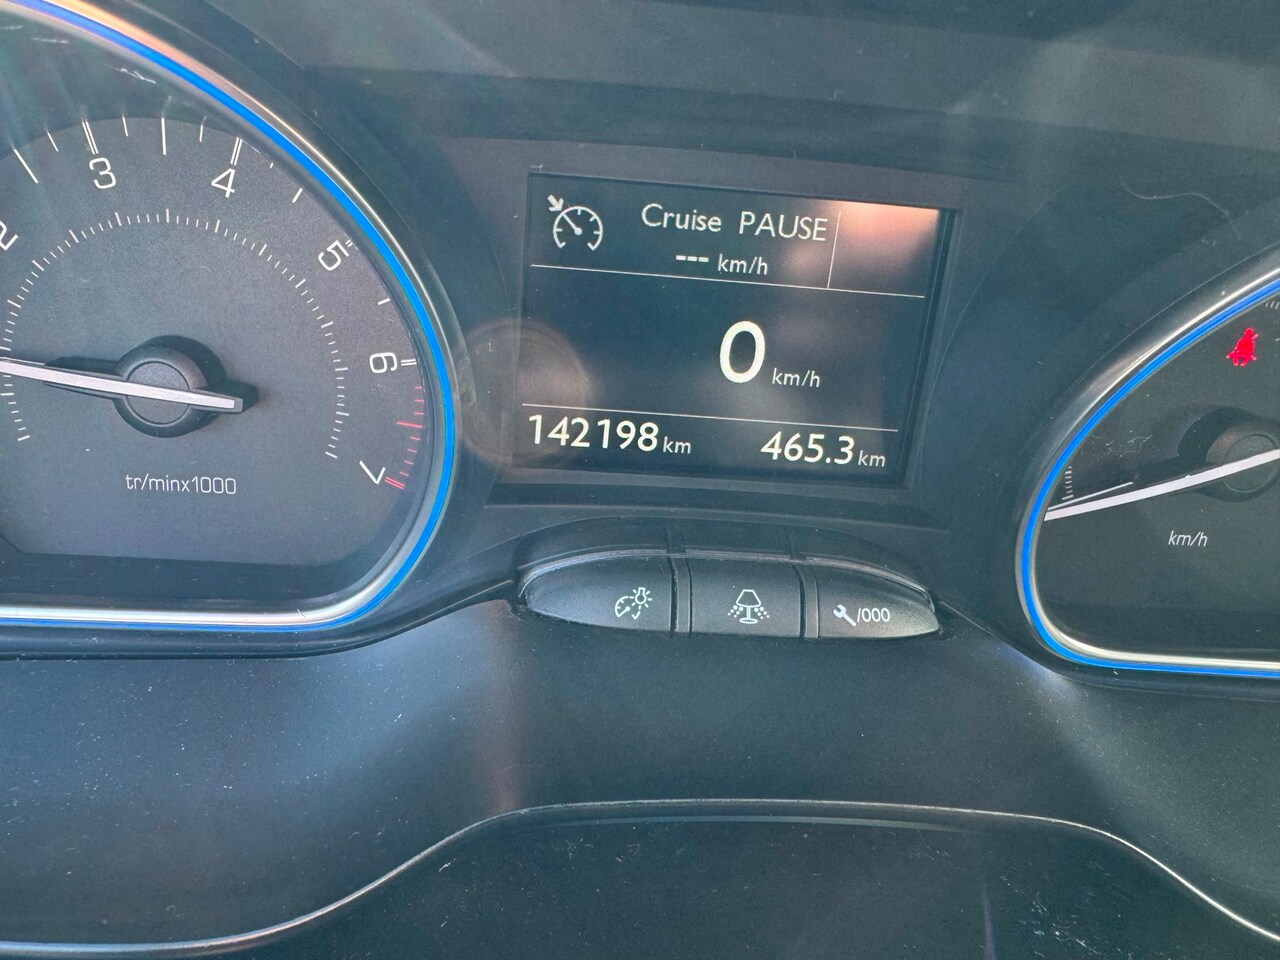 2
3
4
5
6
7
tr/minx1000
Cruise PAUSE
--- km/h
0 km/h
142198 km 465.3 km
/000
km/h